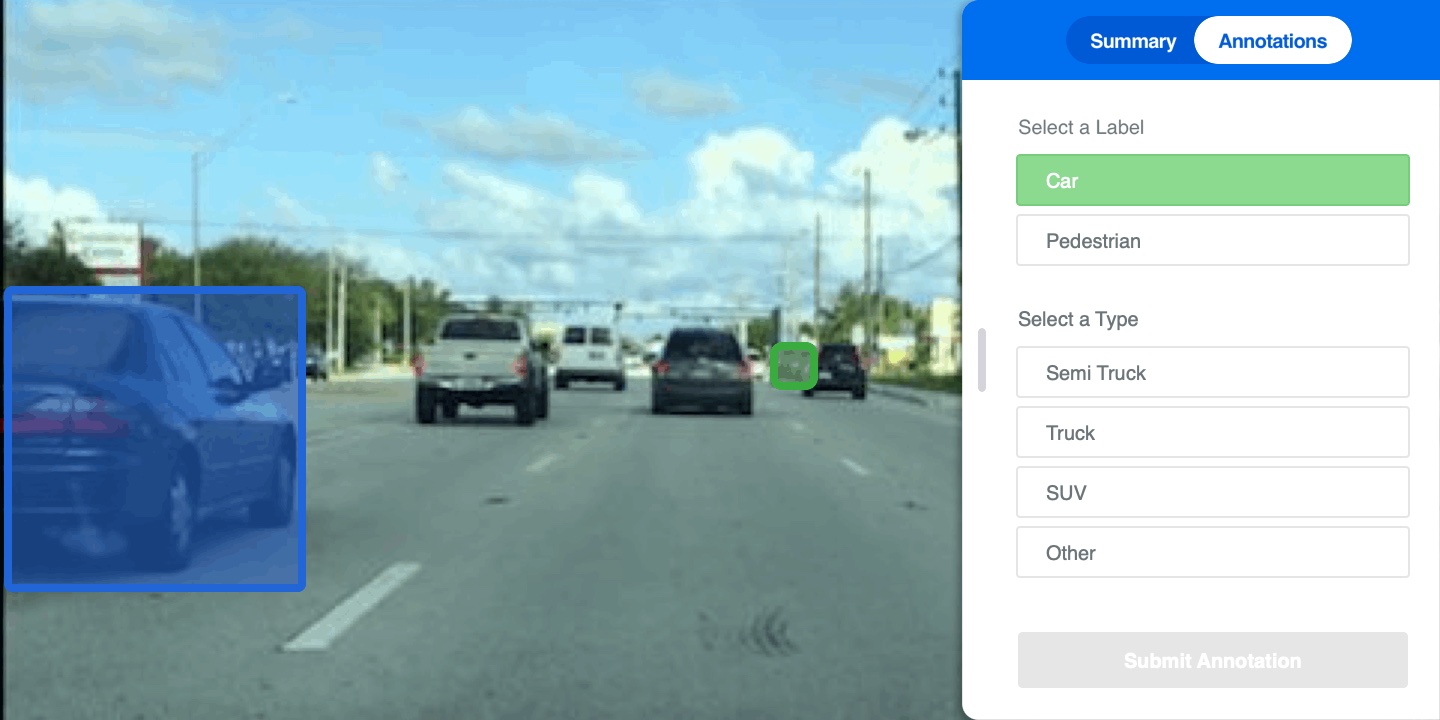 Summary Annotations
Select a Label
Car
Pedestrian
Select a Type
Semi Truck
Truck
SUV
Other
Submit Annotation